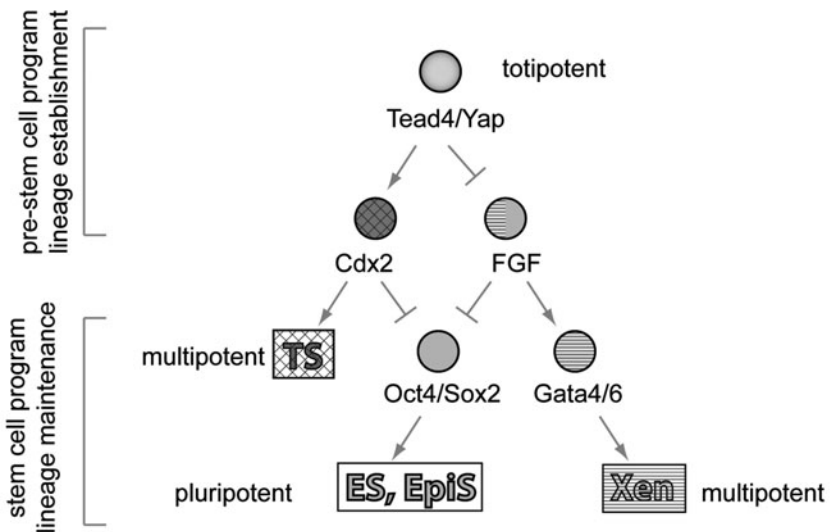 pre-stem cell program
lineage establishment
totipotent
Tead4/Yap
Cdx2
FGF
stem cell program
lineage maintenance
multipotent
TS
Oct4/Sox2
Gata4/6
pluripotent
ES, EpiS
Xen
multipotent